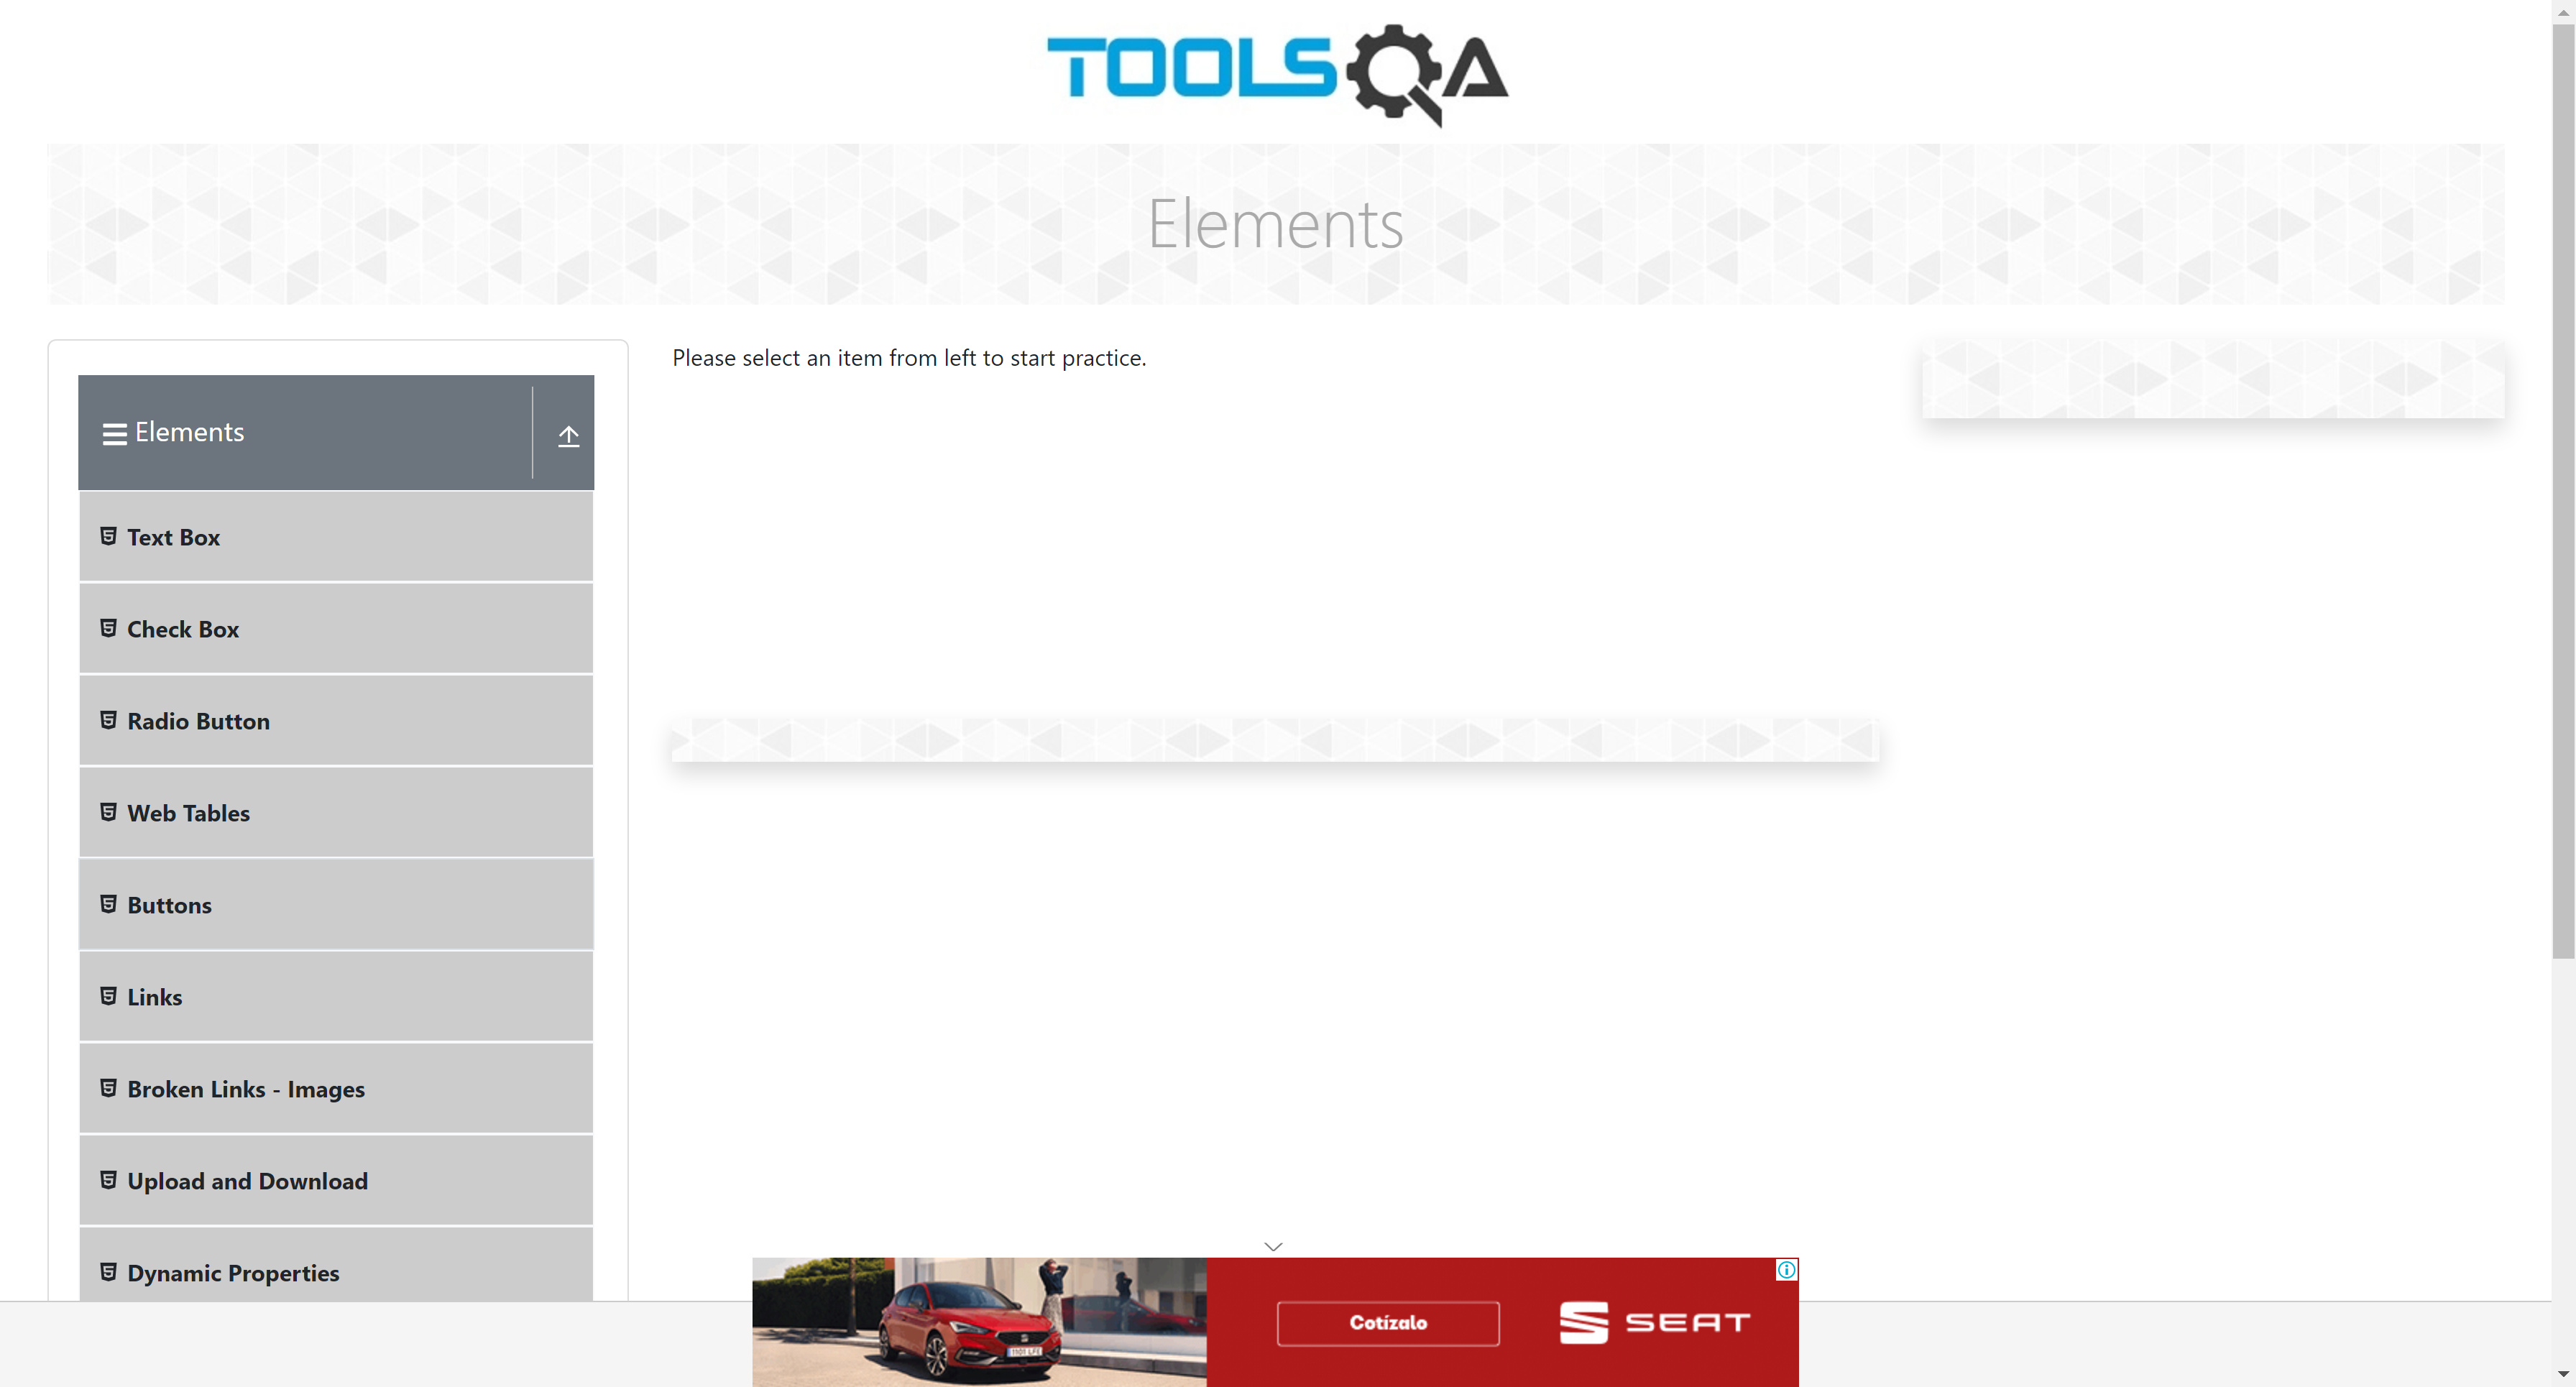 TOOLSQA
Elements
Please select an item from left to start practice.
Elements
Text Box
Check Box
Radio Button
Web Tables
Buttons
Links
Broken Links - Images
Upload and Download
Dynamic Properties
Cotízalo
SEAT